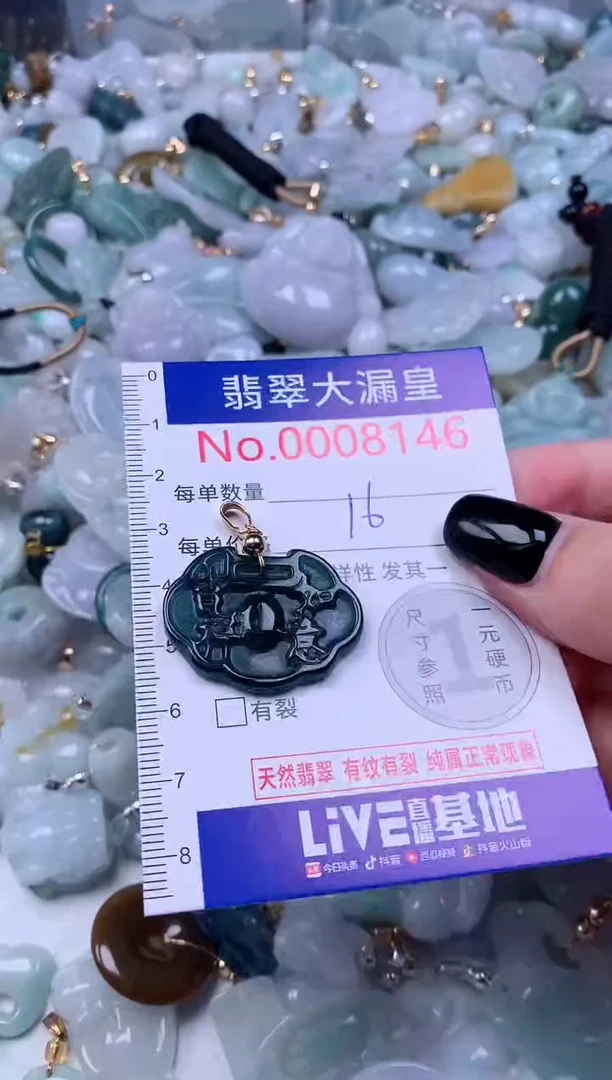 翡翠大漏皇
No.0008146
每单数量
16
每单
样性 发其一
尺寸参照
1
一元硬币
有裂
天然翡翠 有纹有裂 纯属正常现象
LiVE直播基地
今日头条 抖音 西瓜视频 抖音火山版
0
1
2
3
4
5
6
7
8